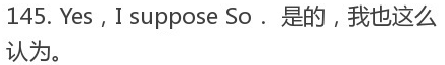 145. Yes，I suppose So． 是的，我也这么
认为。